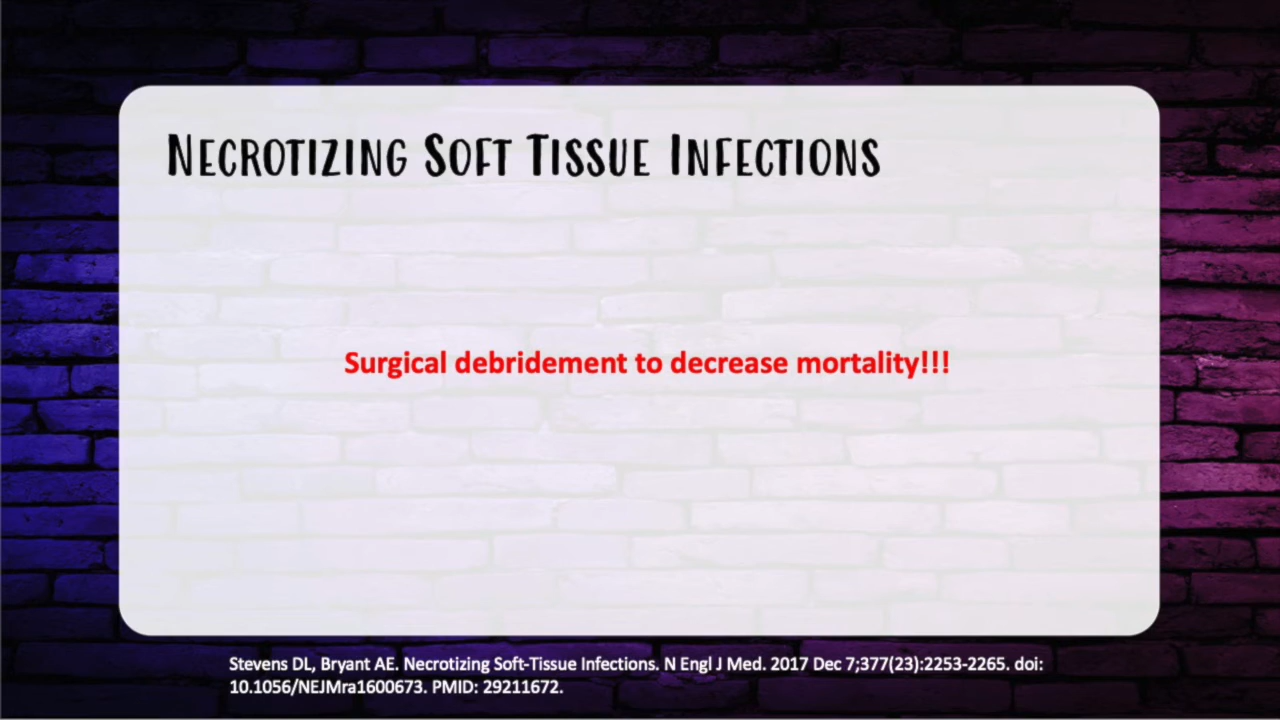 Necrotizing Soft Tissue Infections
Surgical debridement to decrease mortality!!!
Stevens DL, Bryant AE. Necrotizing Soft-Tissue Infections. N Engl J Med. 2017 Dec 7;377(23):2253-2265. doi:
10.1056/NEJMra1600673. PMID: 29211672.